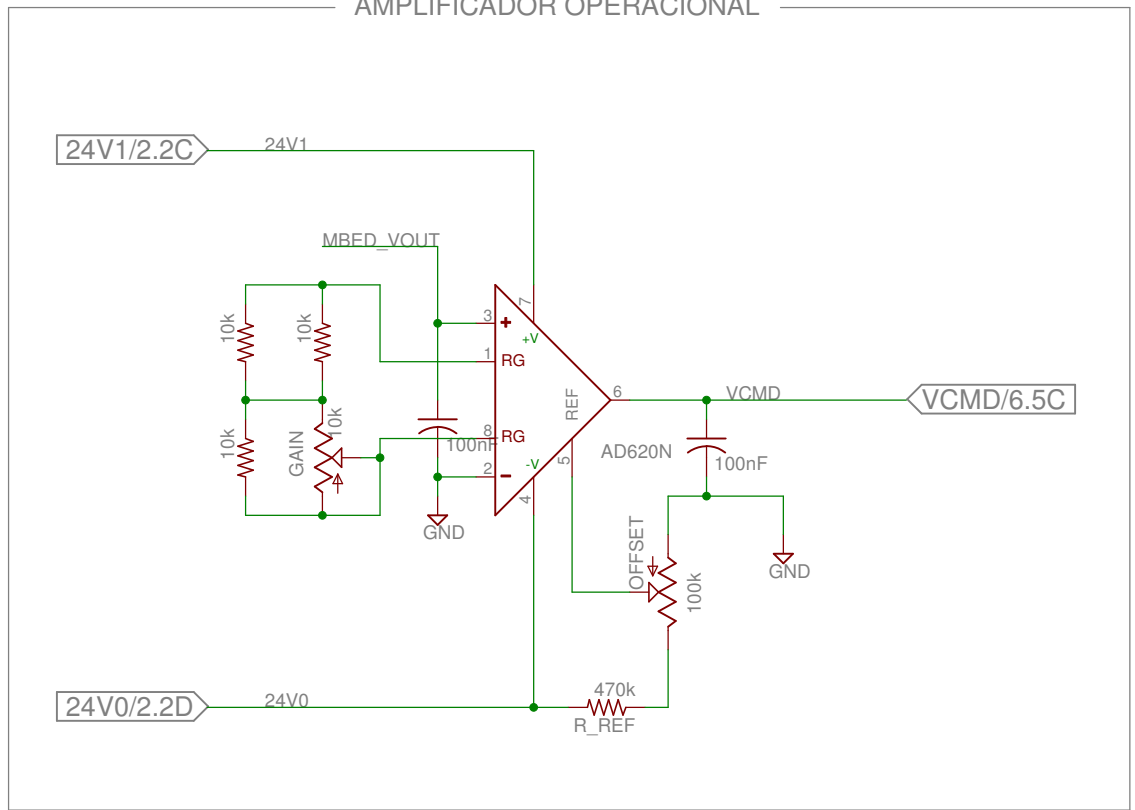 AMPLIFICADOR OPERACIONAL
24V1/2.2C
24V1
MBED_VOUT
10k
10k
10k
10k
GAIN
100nF
3
1
8
2
7
4
5
6
+
RG
RG
-
+V
-V
REF
AD620N
VCMD
VCMD/6.5C
100nF
GND
GND
OFFSET
100k
470k
R_REF
24V0/2.2D
24V0